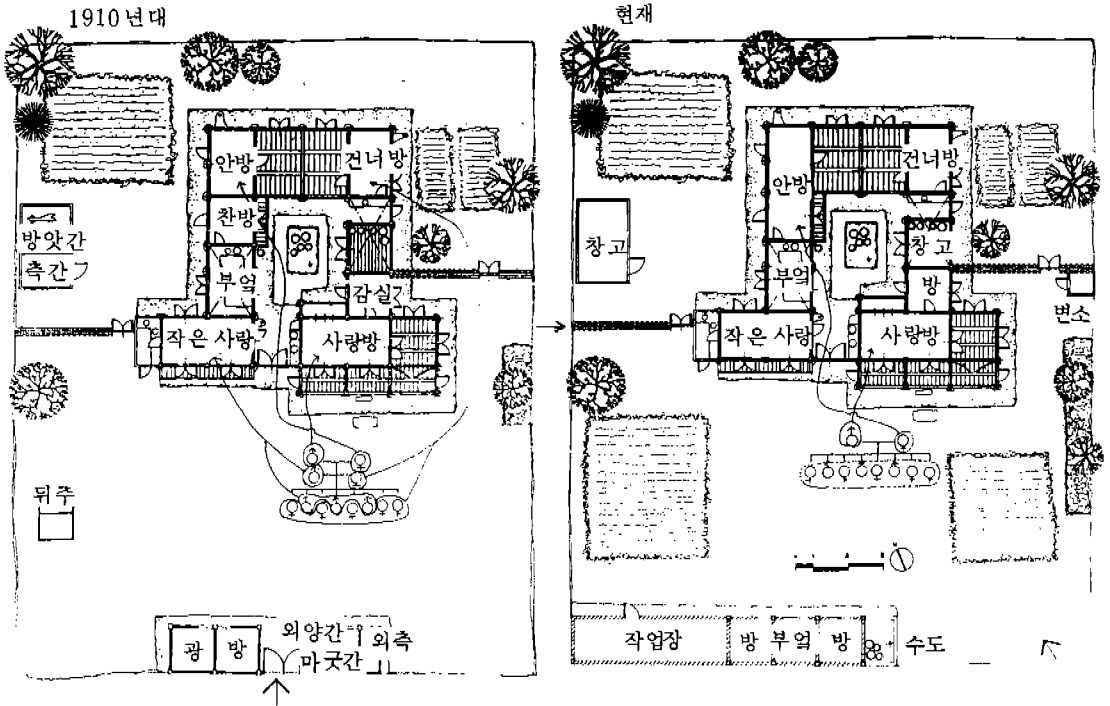 1910년대
안방
건너방
찬방
방앗간
측간
부엌
감실
작은 사랑
사랑방
뒤주
광
방
외양간
마굿간
외측
현재
안방
건너방
창고
창고
부엌
방
변소
작은 사랑
사랑방
작업장
방
부엌
방
수도